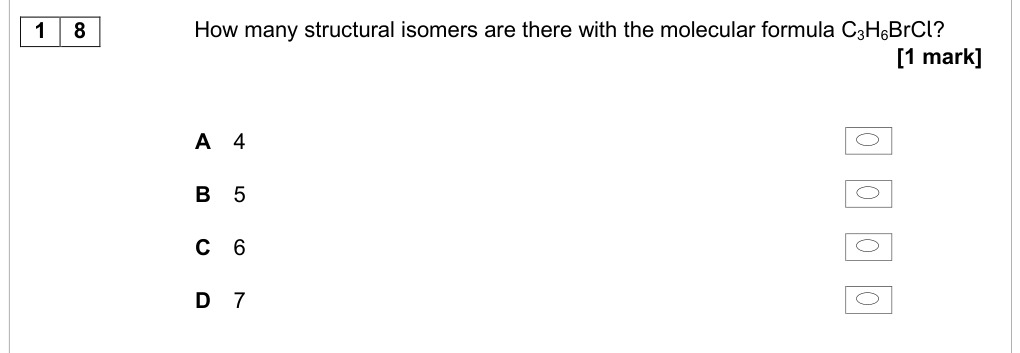 1 8 How many structural isomers are there with the molecular formula C₃H₆BrCl?
[1 mark]
A 4
B 5
C 6
D 7